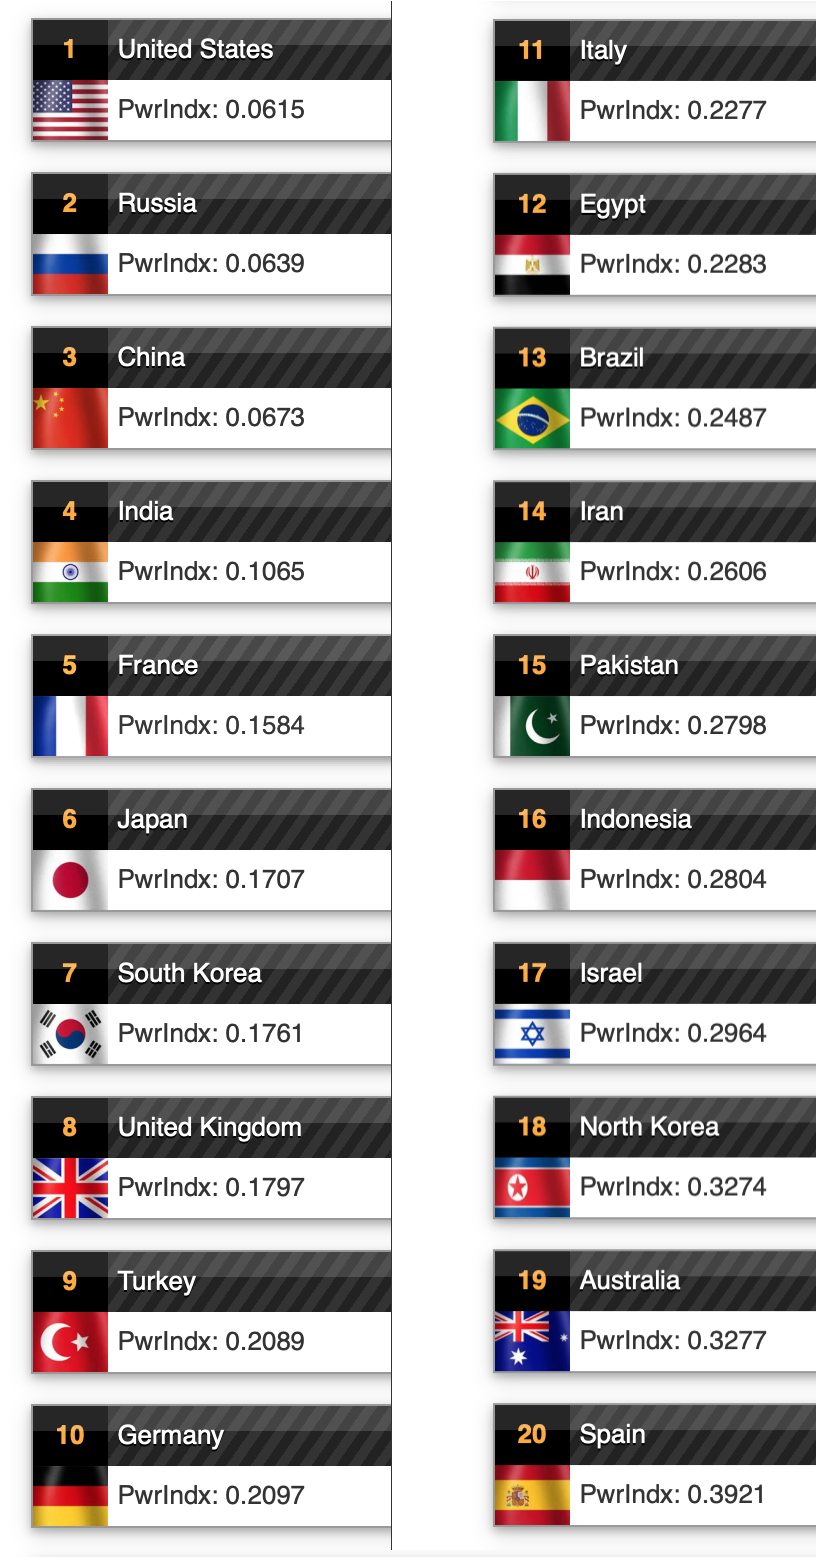 1 United States
PwrIndx: 0.0615
2 Russia
PwrIndx: 0.0639
3 China
PwrIndx: 0.0673
4 India
PwrIndx: 0.1065
5 France
PwrIndx: 0.1584
6 Japan
PwrIndx: 0.1707
7 South Korea
PwrIndx: 0.1761
8 United Kingdom
PwrIndx: 0.1797
9 Turkey
PwrIndx: 0.2089
10 Germany
PwrIndx: 0.2097
11 Italy
PwrIndx: 0.2277
12 Egypt
PwrIndx: 0.2283
13 Brazil
PwrIndx: 0.2487
14 Iran
PwrIndx: 0.2606
15 Pakistan
PwrIndx: 0.2798
16 Indonesia
PwrIndx: 0.2804
17 Israel
PwrIndx: 0.2964
18 North Korea
PwrIndx: 0.3274
19 Australia
PwrIndx: 0.3277
20 Spain
PwrIndx: 0.3921